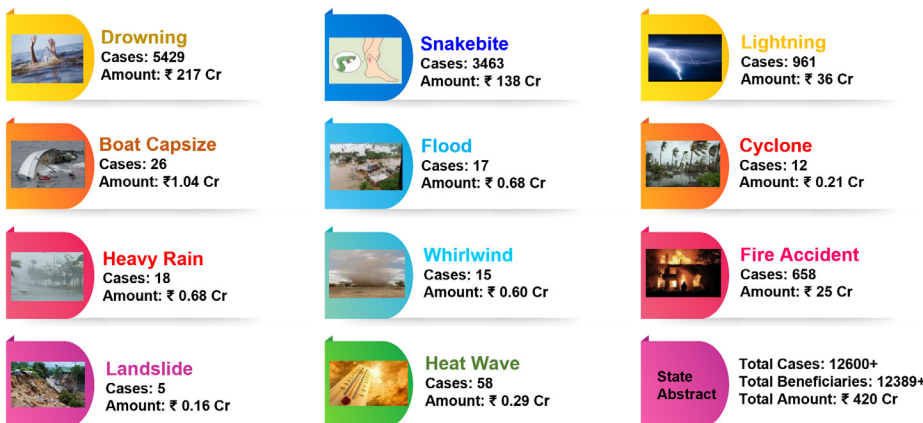 Drowning
Cases: 5429
Amount: ₹ 217 Cr
Snakebite
Cases: 3463
Amount: ₹ 138 Cr
Lightning
Cases: 961
Amount: ₹ 36 Cr
Boat Capsize
Cases: 26
Amount: ₹1.04 Cr
Flood
Cases: 17
Amount: ₹ 0.68 Cr
Cyclone
Cases: 12
Amount: ₹ 0.21 Cr
Heavy Rain
Cases: 18
Amount: ₹ 0.68 Cr
Whirlwind
Cases: 15
Amount: ₹ 0.60 Cr
Fire Accident
Cases: 658
Amount: ₹ 25 Cr
Landslide
Cases: 5
Amount: ₹ 0.16 Cr
Heat Wave
Cases: 58
Amount: ₹ 0.29 Cr
State
Abstract
Total Cases: 12600+
Total Beneficiaries: 12389+
Total Amount: ₹ 420 Cr